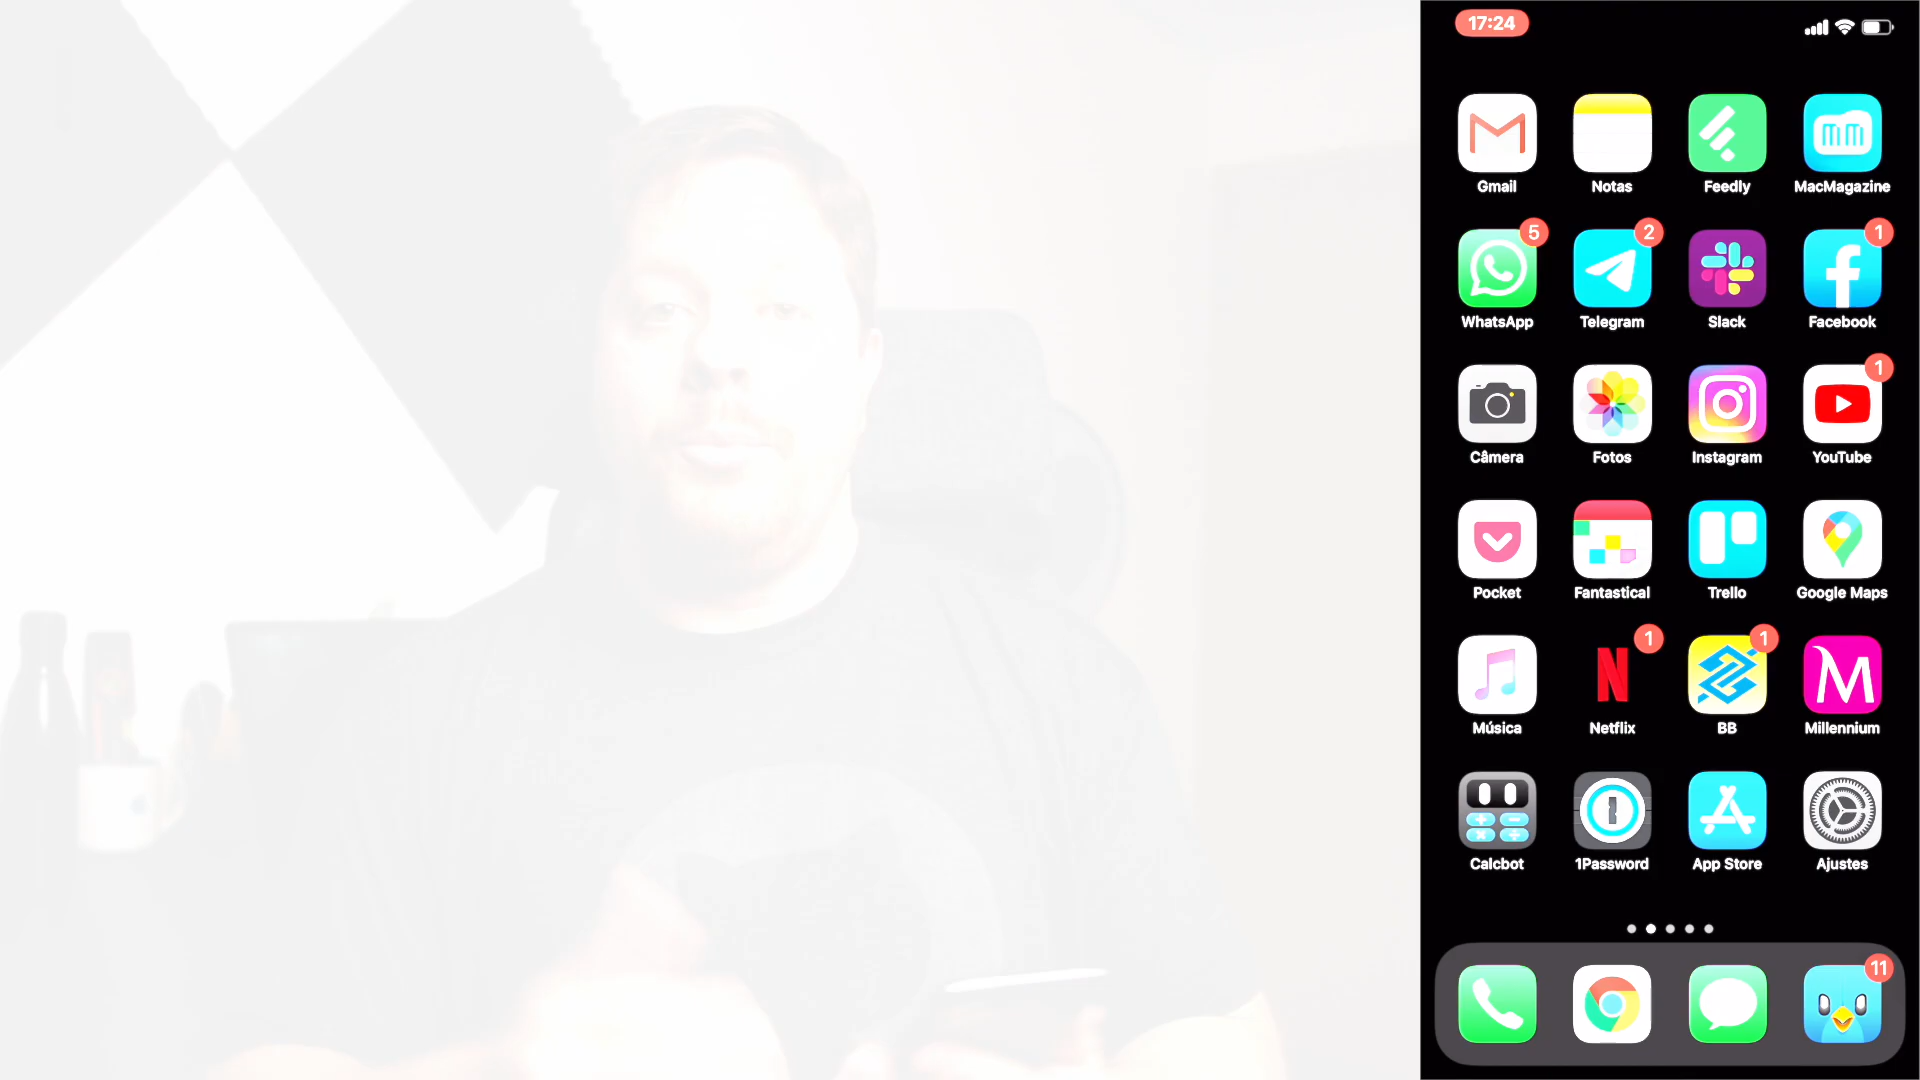 17:24
Gmail Notas Feedly MacMagazine
5 2 1
WhatsApp Telegram Slack Facebook
1
Câmera Fotos Instagram YouTube
Pocket Fantastical Trello Google Maps
1 1
Música Netflix BB Millennium
Calcbot 1Password App Store Ajustes
11